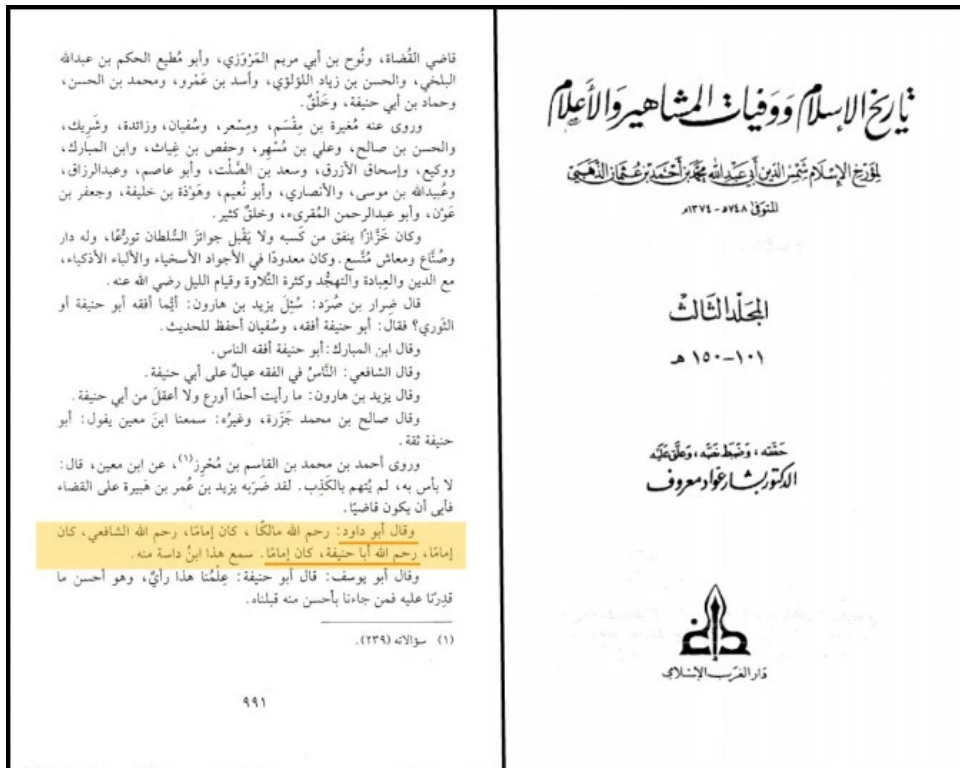 تاريخ الإسلام ووفيات المشاهير والأعلام
لمؤرخ الإسلام شمس الدين أبي عبد الله محمد بن أحمد بن عثمان الذهبي
المتوفى ٧٤٨هـ - ١٣٧٤م
المجلد الثالث
١٠١-١٥٠ هـ
حققه، وضبط نصه، وعلق عليه
الدكتور بشار عواد معروف
دار الغرب الإسلامي
قاضي القُضاة، ونُوح بن أبي مريم المَرْوَزي، وأبو مُطيع الحكم بن عبدالله
البلخي، والحسن بن زياد اللؤلؤي، وأسد بن عَمْرو، ومحمد بن الحسن،
وحماد بن أبي حنيفة، وخَلْقٌ.
وروى عنه مُغيرة بن مِقْسَم، ومِسْعر، وسُفيان، وزائدة، وشَرِيك،
والحسن بن صالح، وعلي بن مُسْهِر، وحفص بن غِياث، وابن المبارك،
ووكيع، وإسحاق الأزرق، وسعد بن الصَّلْت، وأبو عاصم، وعبدالرزاق،
وعُبيدالله بن موسى، والأنصاري، وأبو نُعيم، وهَوْذة بن خليفة، وجعفر بن
عَوْن، وأبو عبدالرحمن المُقرىء، وخلقٌ كثير.
وكان خَزَّازًا ينفق من كَسبه ولا يَقْبل جوائزَ السُّلطان تورعًا، وله دار
وصُنَّاع ومعاش مُتَّسع. وكان معدودًا في الأجواد الأسخياء والألباء الأذكياء،
مع الدين والعبادة والتهجُّد وكثرة التِّلاوة وقيام الليل رضي الله عنه.
قال ضِرار بن صُرَد: سُئِلَ يزيد بن هارون: أيُّما أفقه أبو حنيفة أو
الثوري؟ فقال: أبو حنيفة أفقه، وسُفيان أحفظ للحديث.
وقال ابن المبارك: أبو حنيفة أفقه الناس.
وقال الشافعي: النَّاسُ في الفقه عيالٌ على أبي حنيفة.
وقال يزيد بن هارون: ما رأيت أحدًا أورع ولا أعقلَ من أبي حنيفة.
وقال صالح بن محمد جَزَرة، وغيرُه: سمعنا ابنَ معين يقول: أبو
حنيفة ثقة.
وروى أحمد بن محمد بن القاسم بن مُحْرِز(١)، عن ابن معين، قال:
لا بأس به، لم يُتهم بالكَذِب. لقد ضَرَبه يزيد بن عُمر بن هَبيرة على القضاء
فأبى أن يكون قاضيًا.
وقال أبو داود: رحم الله مالكًا، كان إمامًا، رحم الله الشافعي، كان
إمامًا، رحم الله أبا حنيفة، كان إمامًا. سمع هذا ابنُ داسة منه.
وقال أبو يوسف: قال أبو حنيفة: عِلْمُنا هذا رأيٌ، وهو أحسن ما
قدِرنا عليه فمن جاءنا بأحسن منه قبلناه.
(١) سؤالاته (٢٣٩).
٩٩١